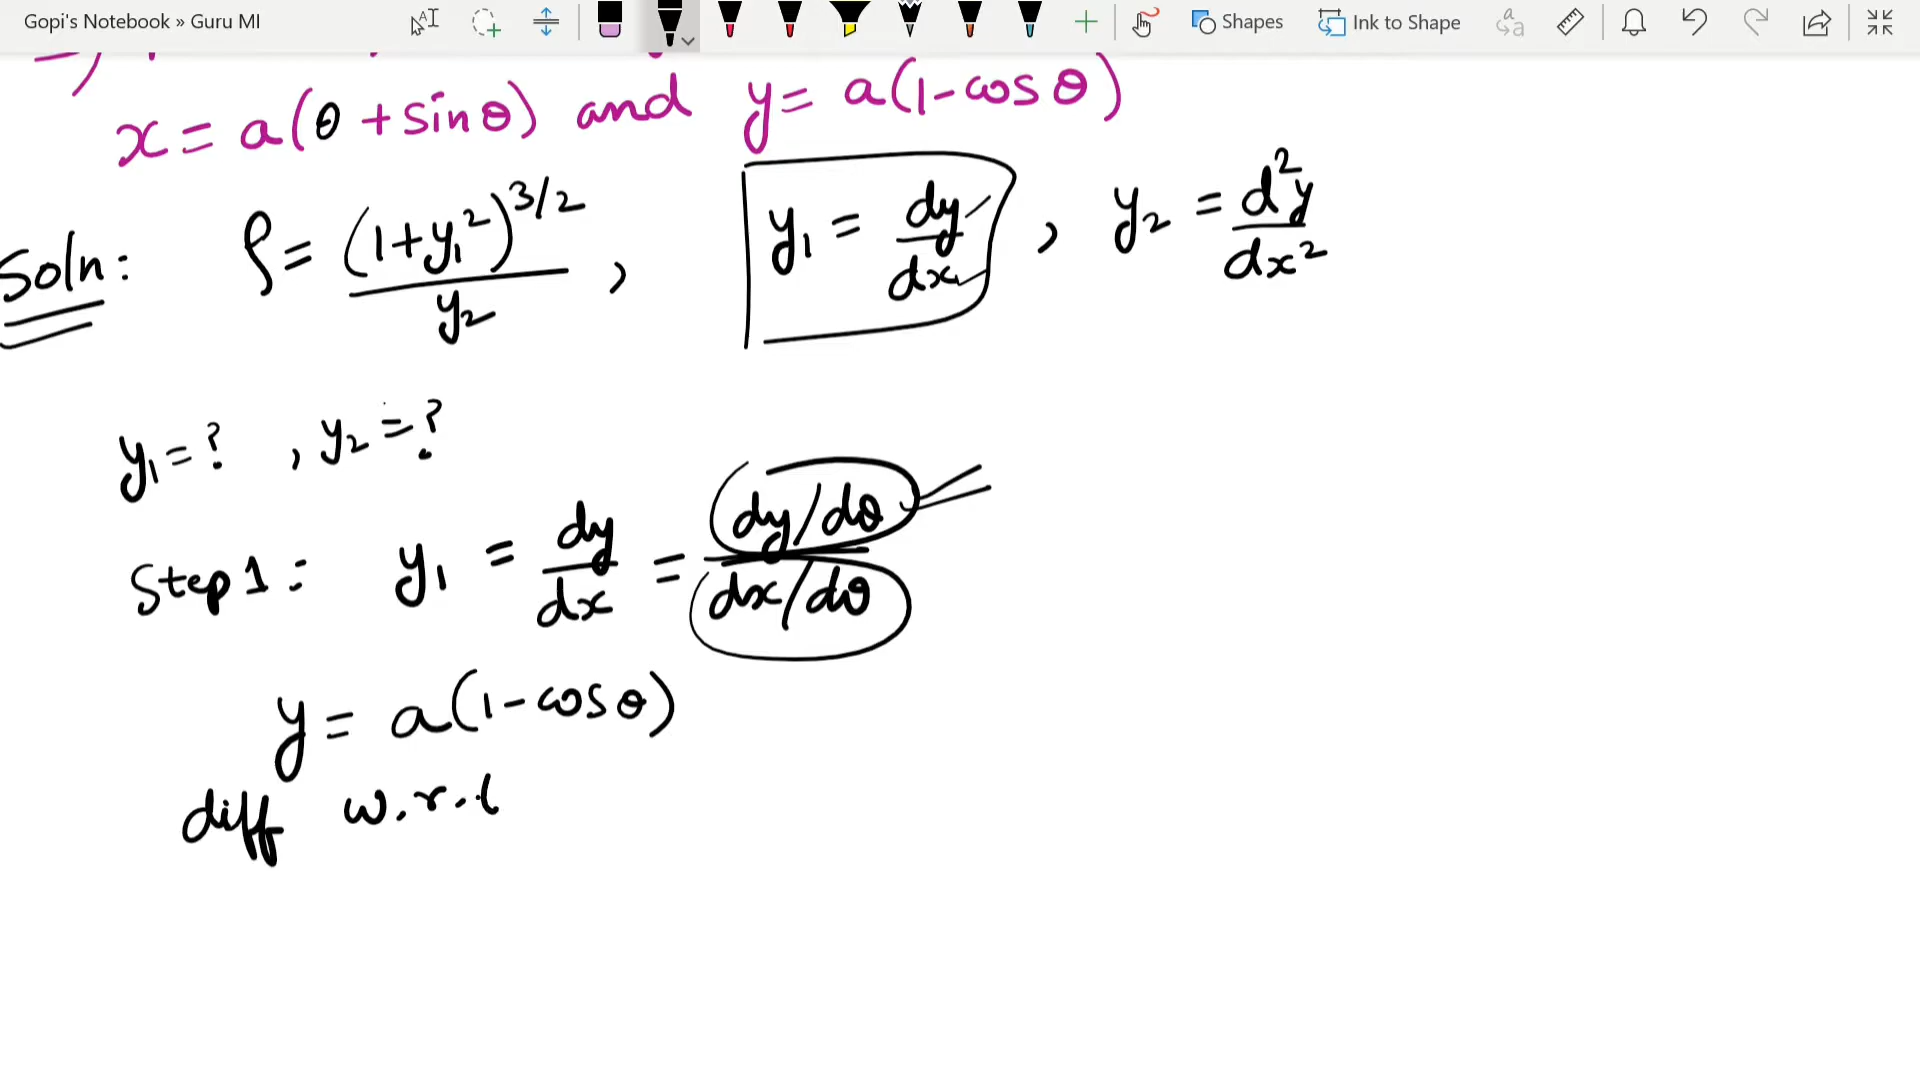 Gopi's Notebook » Guru MI Shapes Ink to Shape
x = a(θ + sinθ) and y = a(1-cosθ)
Soln: ρ = (1+y₁²)^3/2 / y₂ , y₁ = dy/dx , y₂ = d²y/dx²
y₁ = ? , y₂ = ?
Step 1: y₁ = dy/dx = (dy/dθ)/(dx/dθ)
y = a(1-cosθ)
diff w.r.t